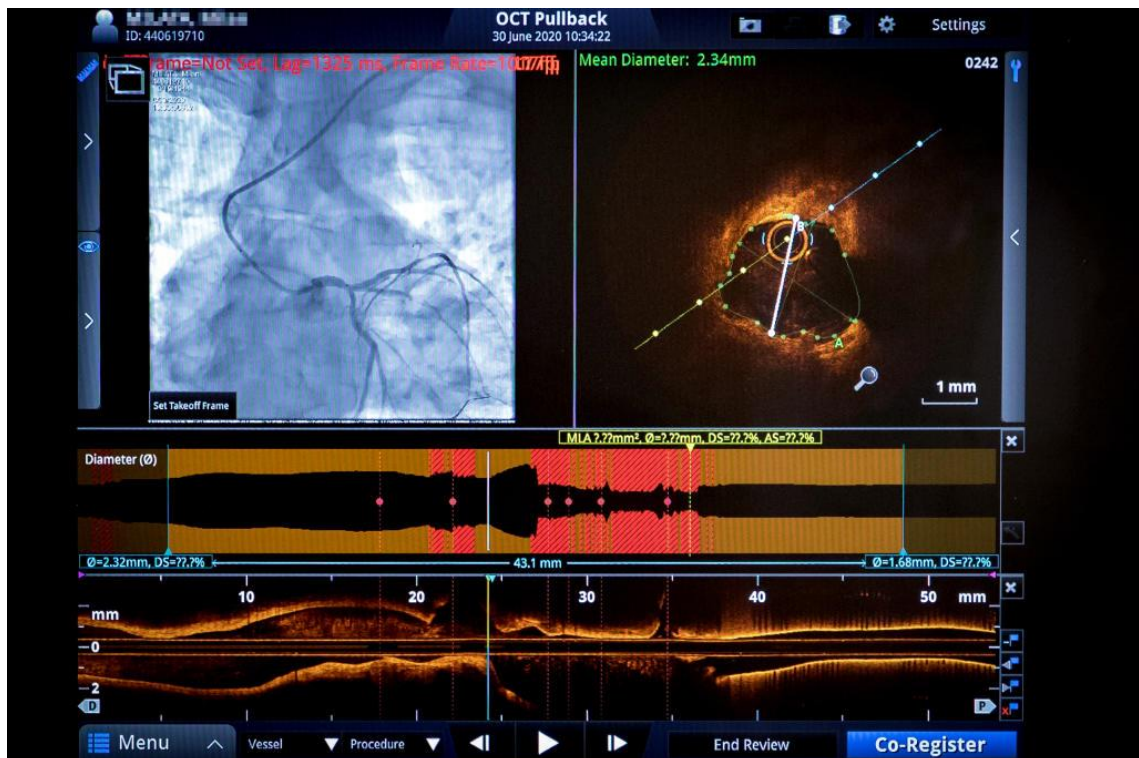 ID: 440619710
OCT Pullback
30 June 2020 10:34:22
Settings
Frame=Not Set, Lag=1325 ms, Frame Rate=
Mean Diameter: 2.34mm
0242
B
A
1 mm
Set Takeoff Frame
MLA ?.??mm², Ø=?.??mm, DS=??.?%, AS=??.?%
Diameter (Ø)
Ø=2.32mm, DS=??.?%
43.1 mm
Ø=1.68mm, DS=??.?%
10 20 30 40 50 mm
mm
0
2
D
P
Menu
Vessel
Procedure
End Review
Co-Register